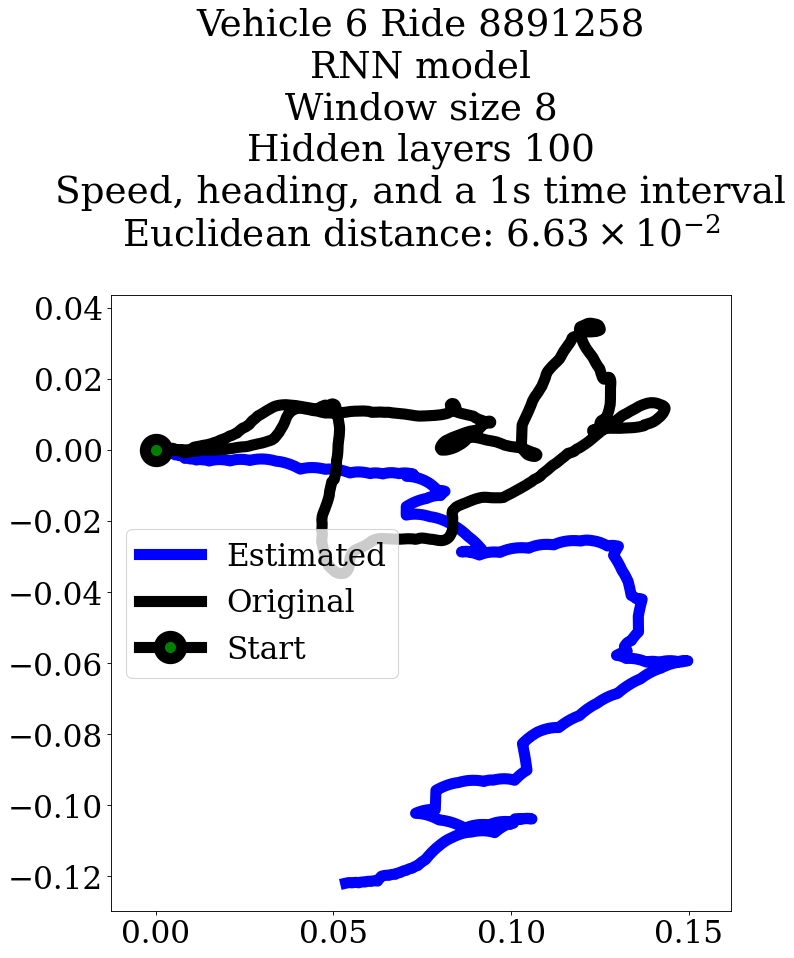 Vehicle 6 Ride 8891258
RNN model
Window size 8
Hidden layers 100
Speed, heading, and a 1s time interval
Euclidean distance: 6.63 × 10⁻²
0.04
0.02
0.00
−0.02
−0.04
−0.06
−0.08
−0.10
−0.12
Estimated
Original
Start
0.00 0.05 0.10 0.15